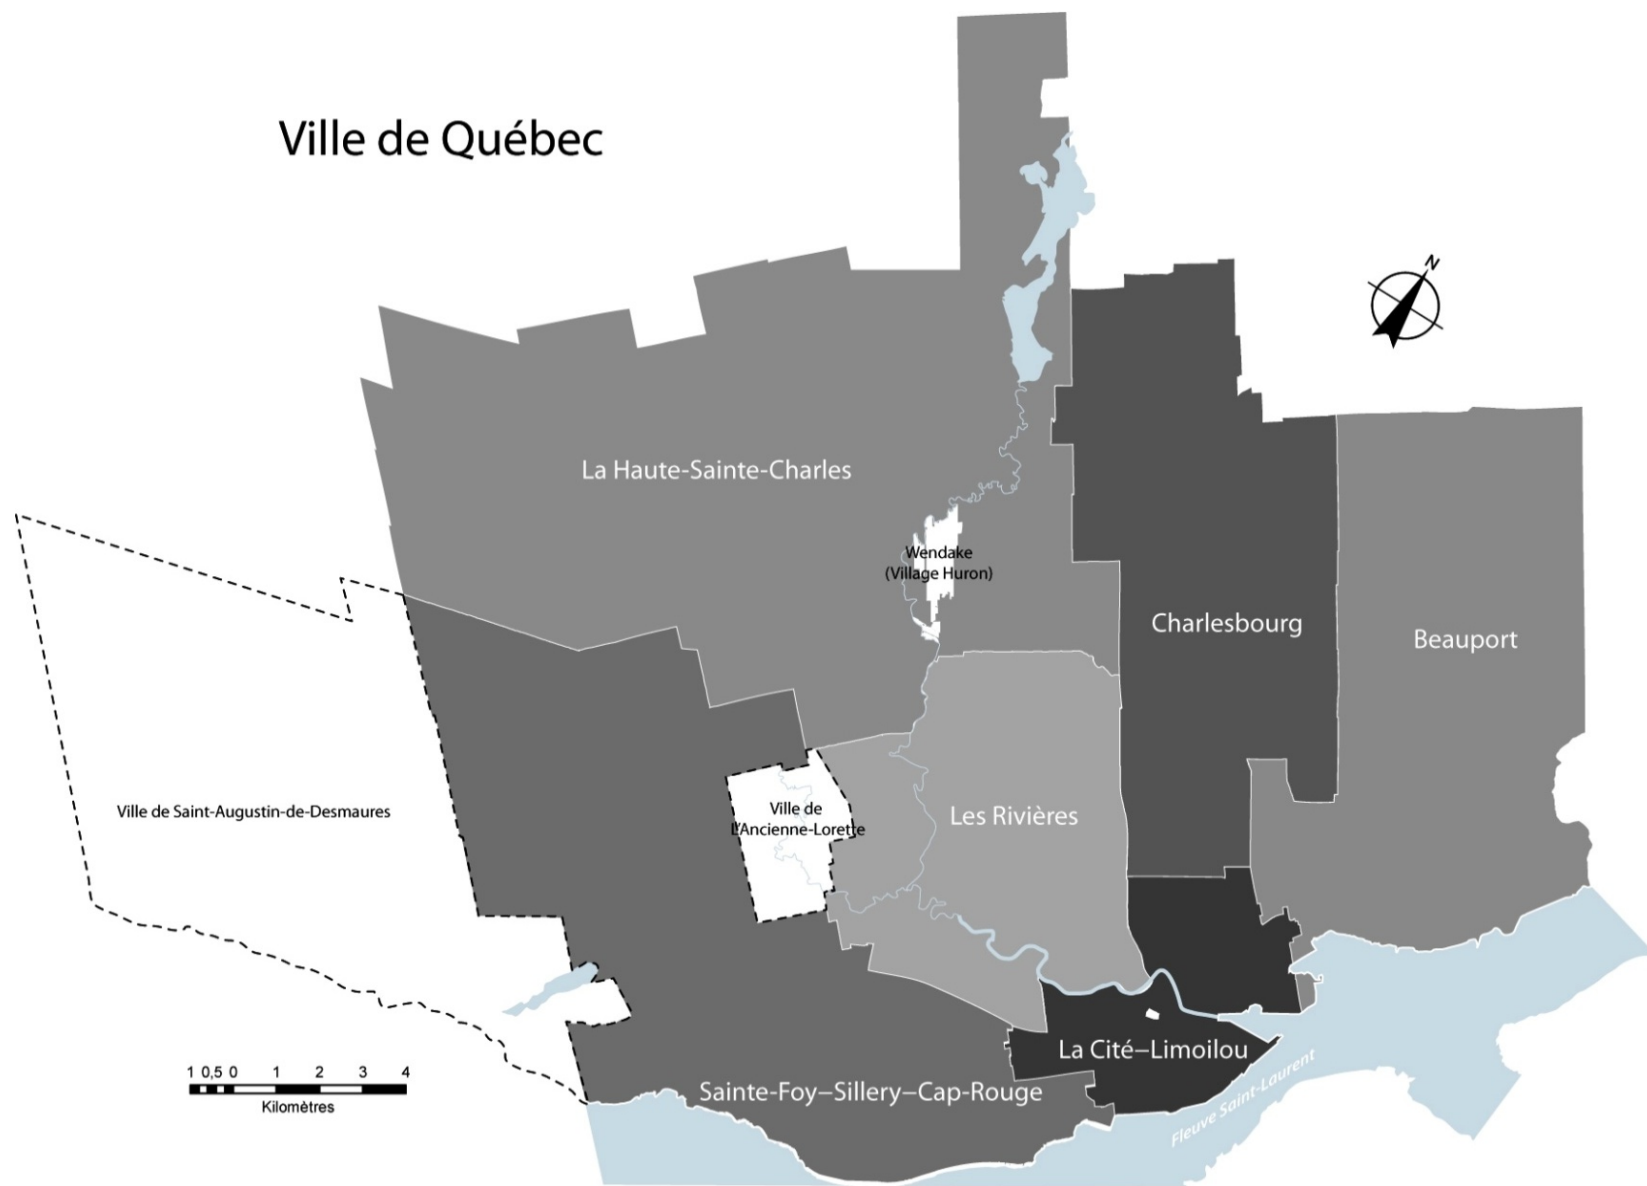 Ville de Québec
N
La Haute-Sainte-Charles
Wendake
(Village Huron)
Charlesbourg
Beauport
Ville de Saint-Augustin-de-Desmaures
Ville de
L'Ancienne-Lorette
Les Rivières
La Cité–Limoilou
Sainte-Foy–Sillery–Cap-Rouge
Fleuve Saint-Laurent
1 0,5 0 1 2 3 4
Kilomètres